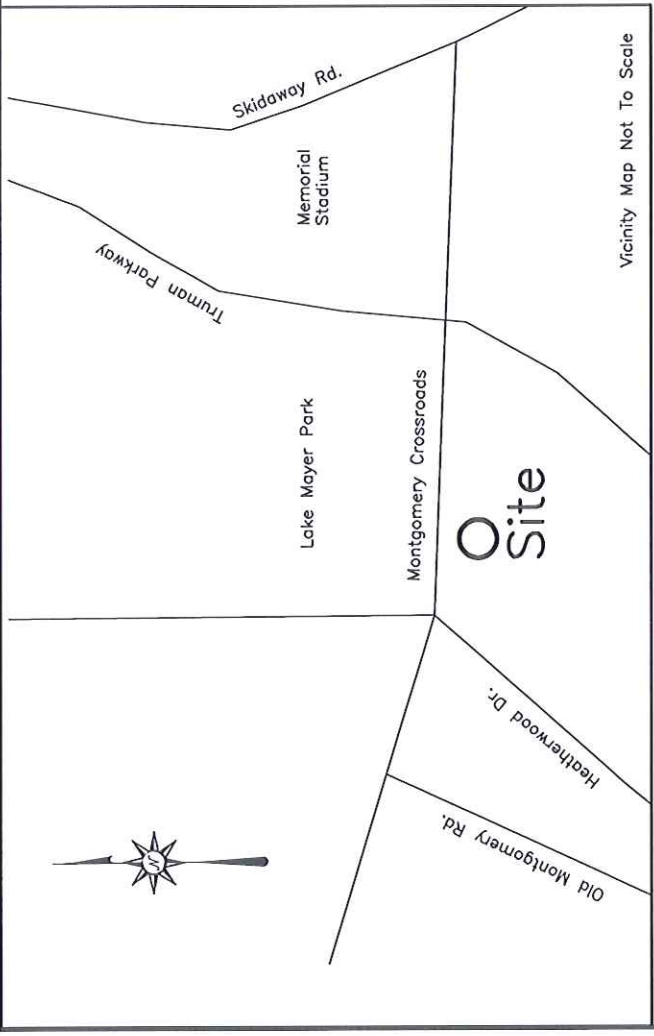 Skidaway Rd.
Truman Parkway
Memorial
Stadium
Lake Mayer Park
Montgomery Crossroads
Site
Heatherwood Dr.
Old Montgomery Rd.
N
Vicinity Map Not To Scale